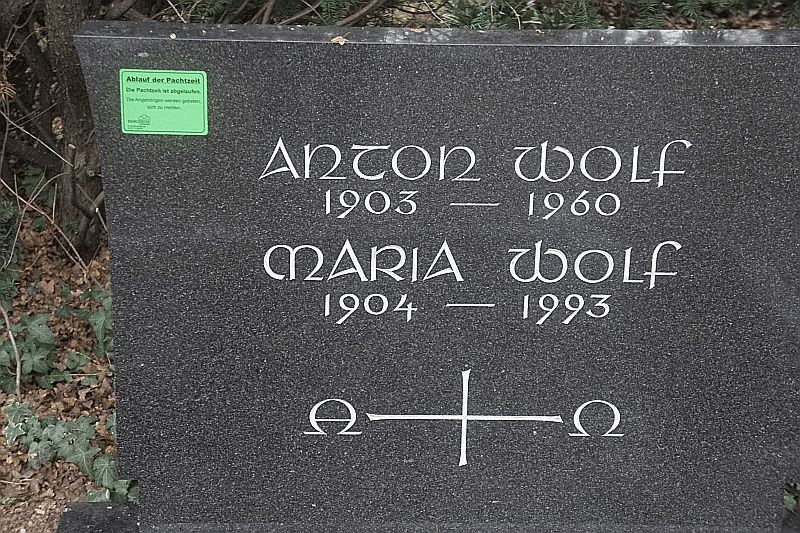 Ablauf der Pachtzeit
Die Pachtzeit ist abgelaufen.
Die Angehörigen werden gebeten,
sich zu melden.
ANTON WOLF
1903 — 1960
MARIA WOLF
1904 — 1993
Α Ω